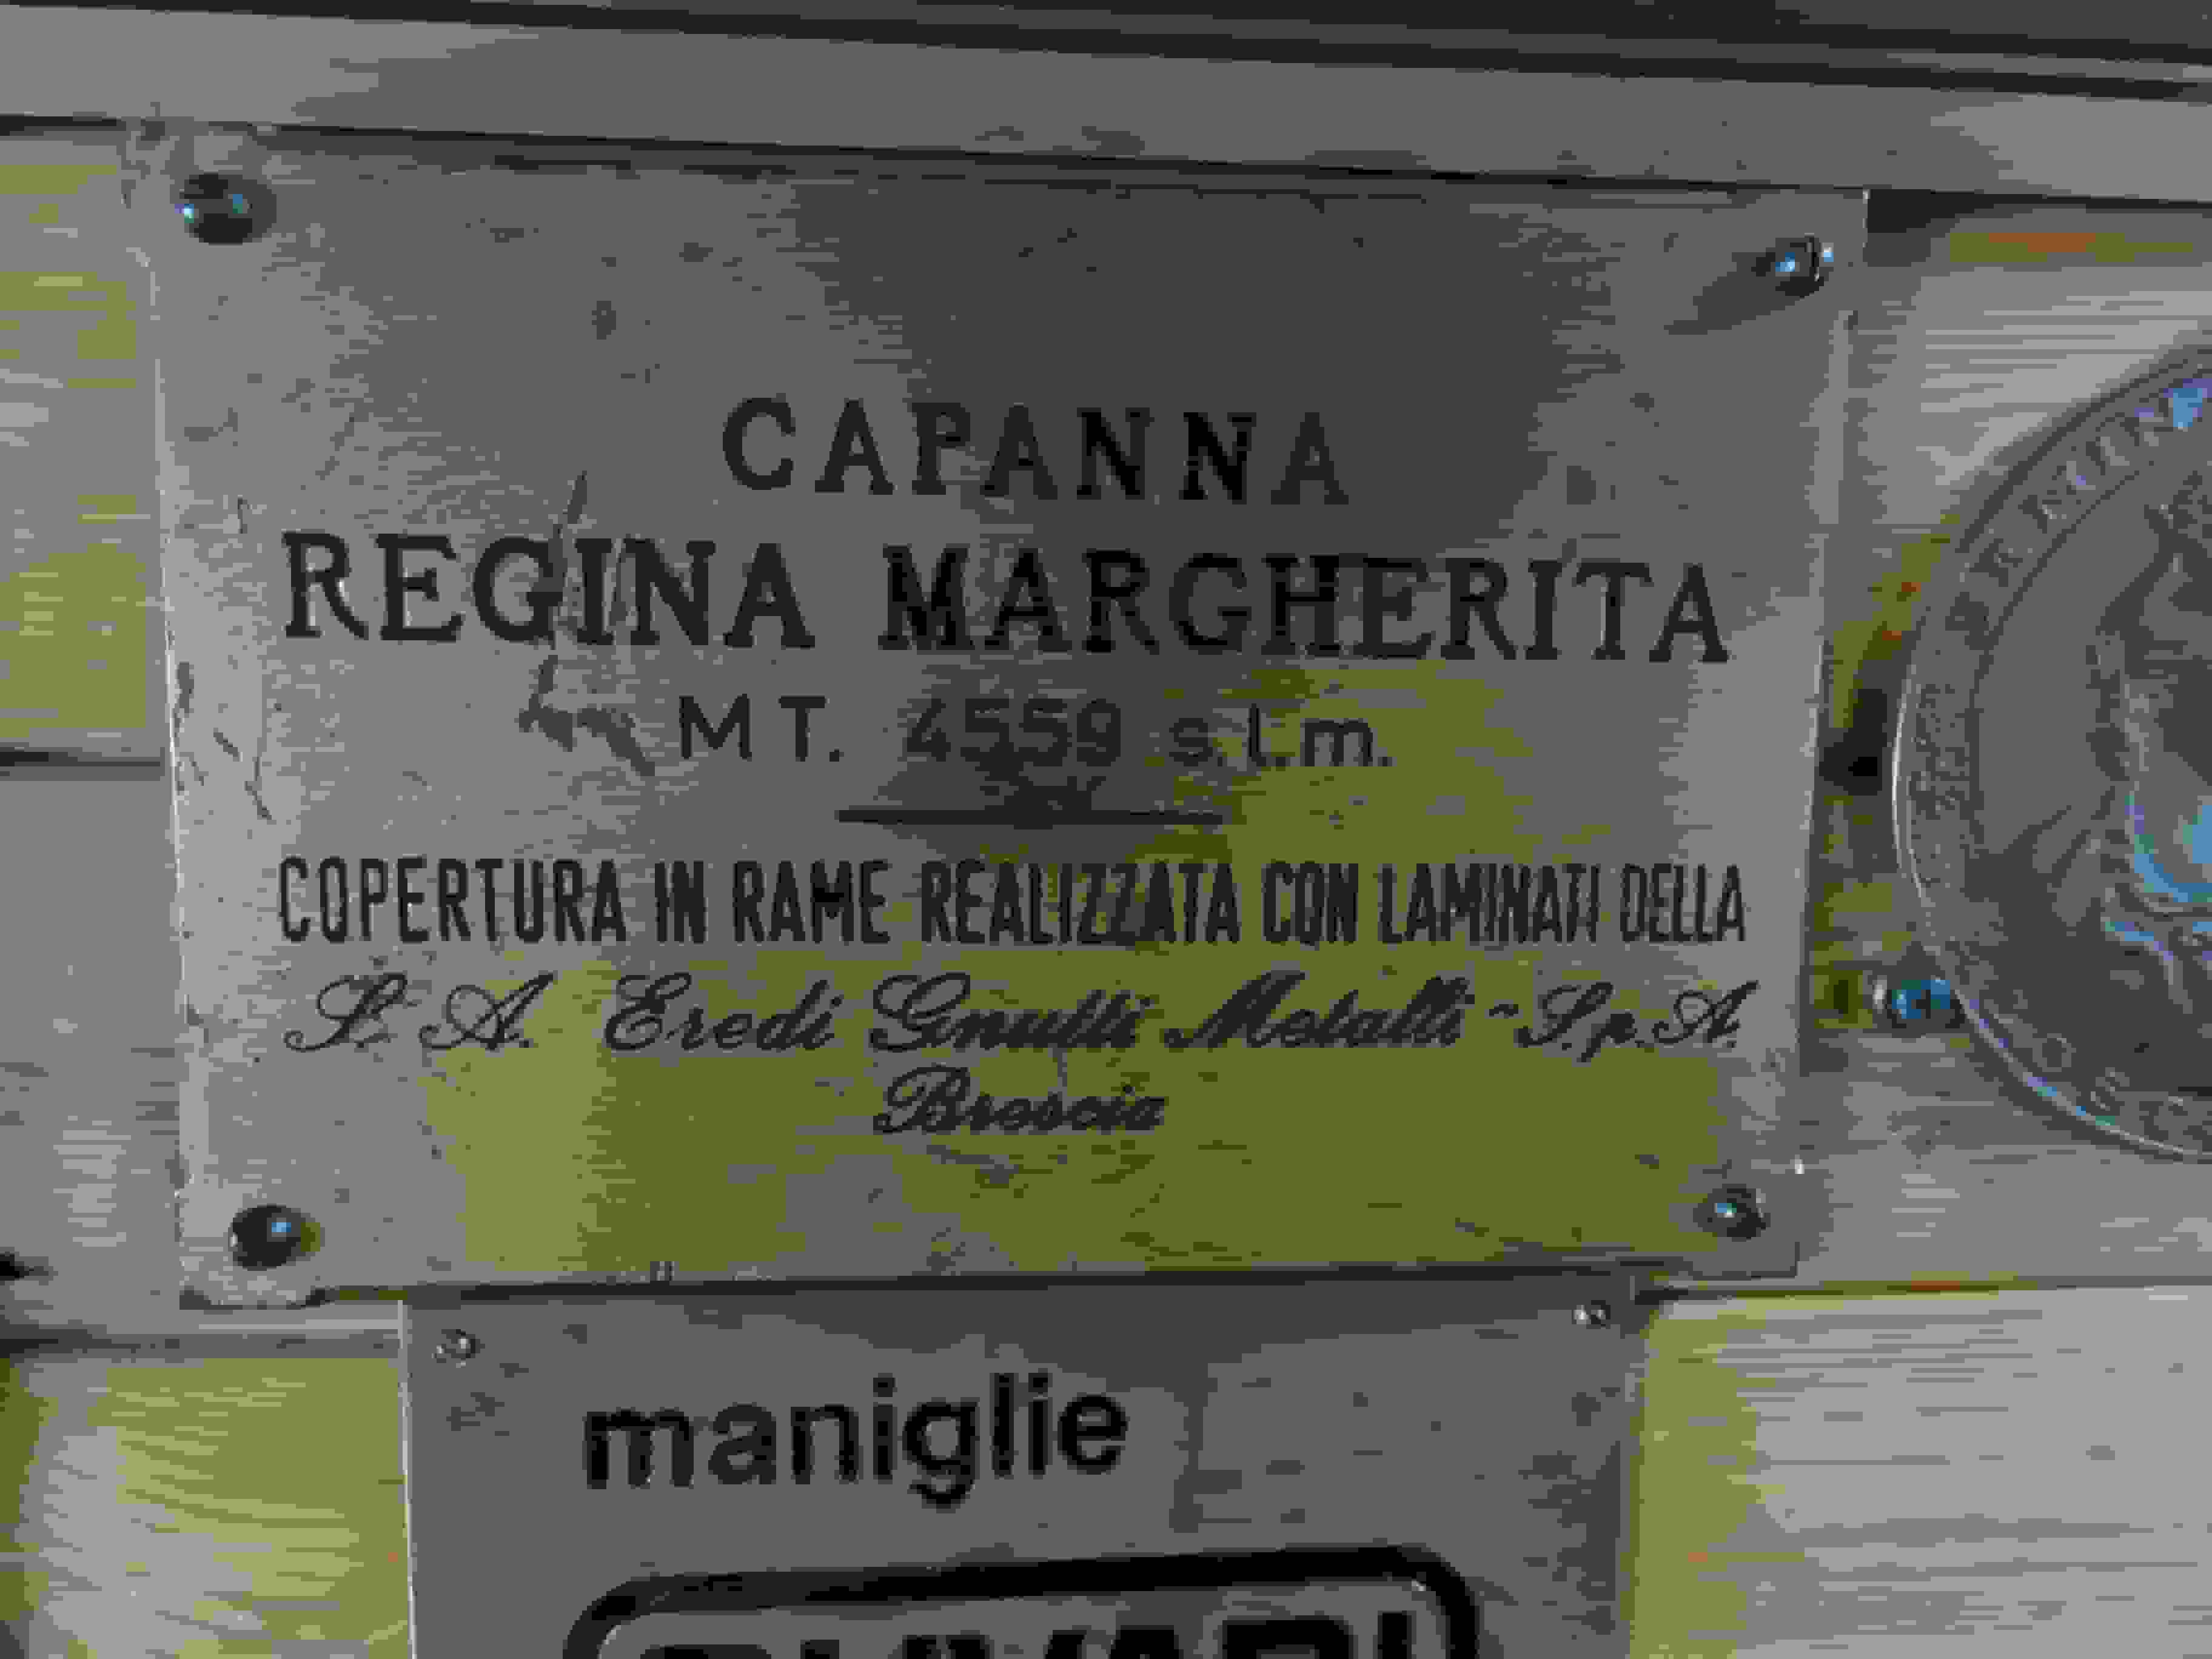 CAPANNA
REGINA MARGHERITA
MT. 4559 s.l.m.
COPERTURA IN RAME REALIZZATA CON LAMINATI DELLA
Eredi Gnutti Metalli - S.p.A.
Brescia
maniglie